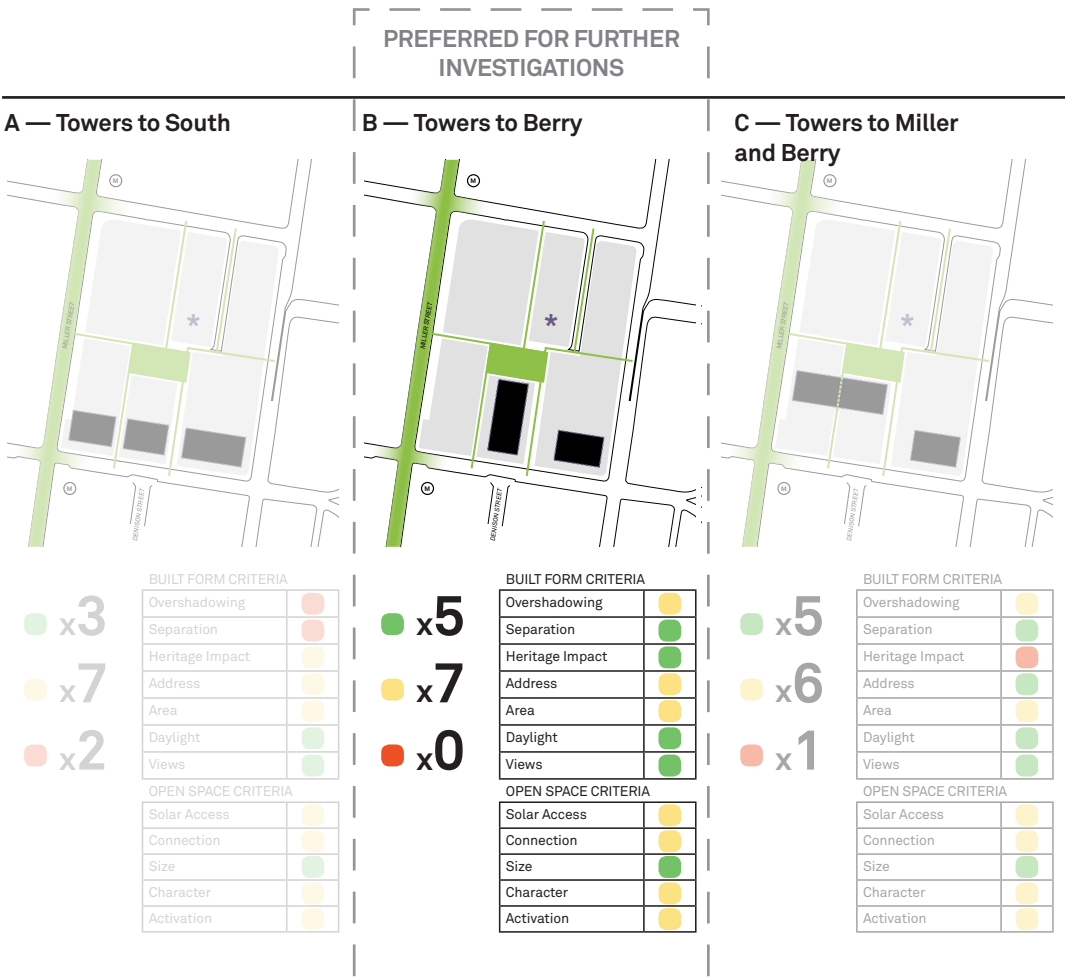 PREFERRED FOR FURTHER
INVESTIGATIONS
A — Towers to South
M
MILLER STREET
*
M
DENISON STREET
x3
x7
x2
BUILT FORM CRITERIA
Overshadowing
Separation
Heritage Impact
Address
Area
Daylight
Views
OPEN SPACE CRITERIA
Solar Access
Connection
Size
Character
Activation
B — Towers to Berry
M
MILLER STREET
*
M
DENISON STREET
x5
x7
x0
BUILT FORM CRITERIA
Overshadowing
Separation
Heritage Impact
Address
Area
Daylight
Views
OPEN SPACE CRITERIA
Solar Access
Connection
Size
Character
Activation
C — Towers to Miller
and Berry
M
MILLER STREET
*
M
DENISON STREET
x5
x6
x1
BUILT FORM CRITERIA
Overshadowing
Separation
Heritage Impact
Address
Area
Daylight
Views
OPEN SPACE CRITERIA
Solar Access
Connection
Size
Character
Activation